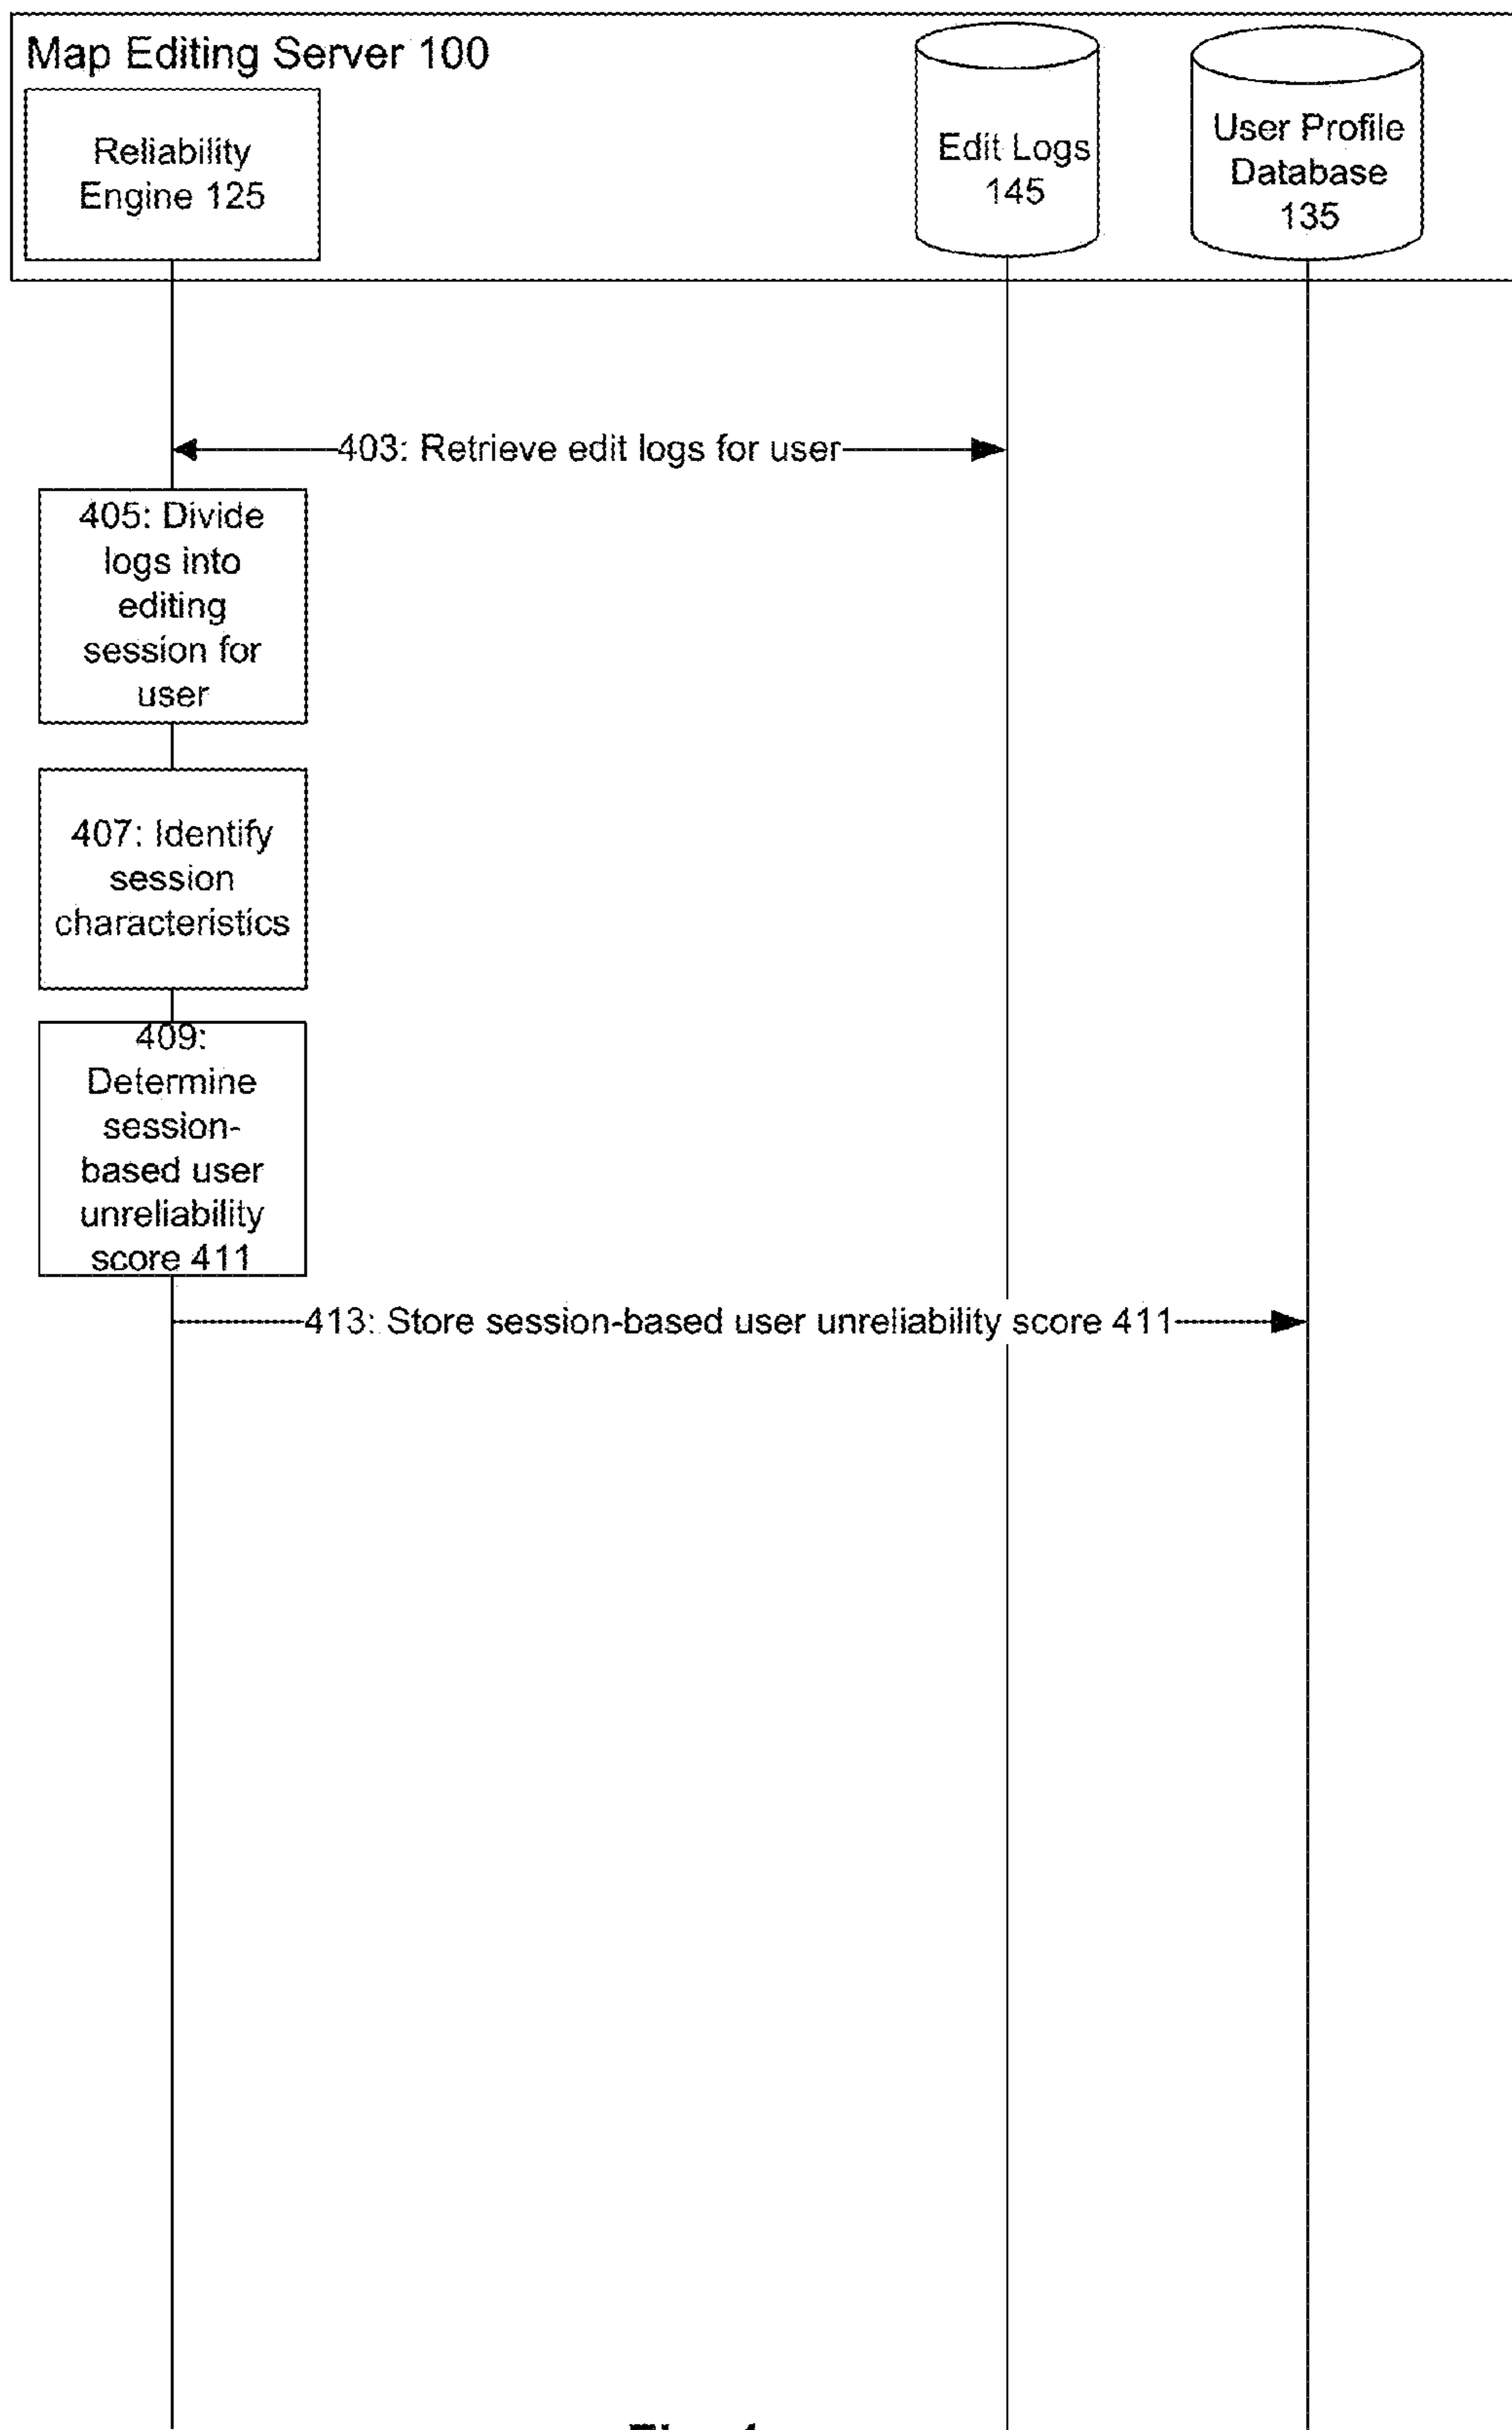 Map Editing Server 100
Reliability
Engine 125
Edit Logs
145
User Profile
Database
135
403: Retrieve edit logs for user
405: Divide
logs into
editing
session for
user
407: Identify
session
characteristics
409:
Determine
session-
based user
unreliability
score 411
413: Store session-based user unreliability score 411